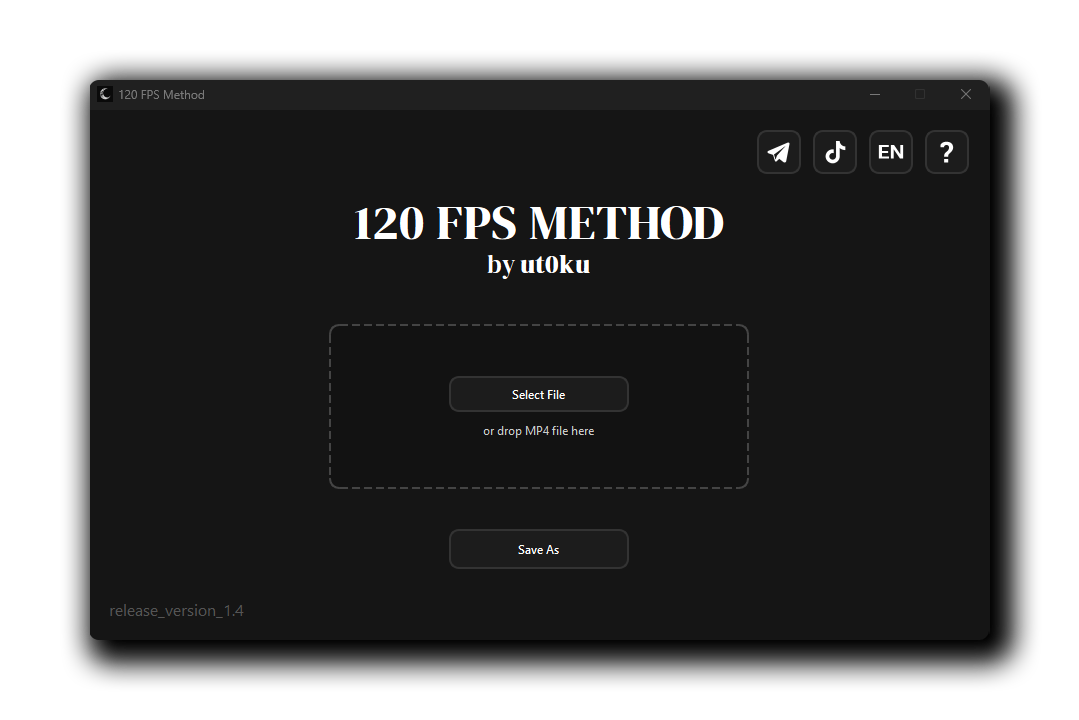 120 FPS Method
EN ?
120 FPS METHOD
by ut0ku
Select File
or drop MP4 file here
Save As
release_version_1.4